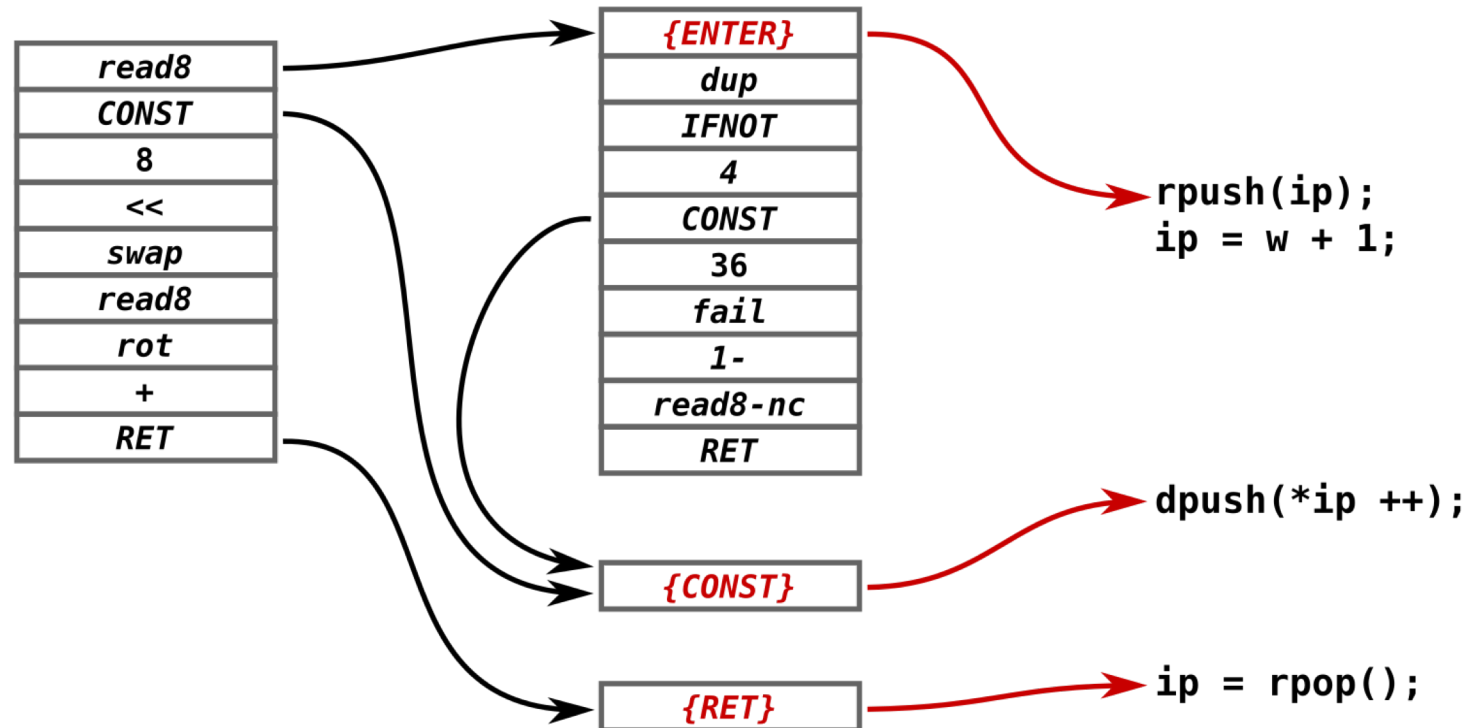 read8
CONST
8
<<
swap
read8
rot
+
RET
{ENTER}
dup
IFNOT
4
CONST
36
fail
1-
read8-nc
RET
{CONST}
{RET}
rpush(ip);
ip = w + 1;
dpush(*ip ++);
ip = rpop();